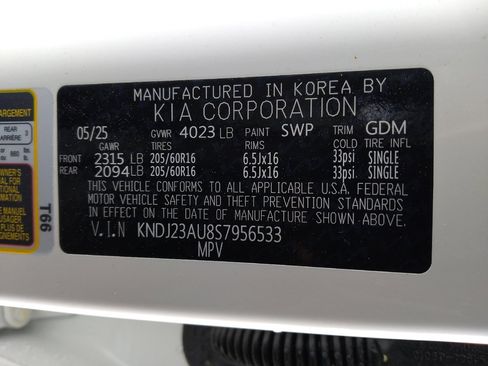 MANUFACTURED IN KOREA BY
KIA CORPORATION
05/25 GVWR 4023 LB PAINT SWP TRIM GDM
GAWR TIRES RIMS COLD TIRE INFL
FRONT 2315 LB 205/60R16 6.5Jx16 33psi SINGLE
REAR 2094 LB 205/60R16 6.5Jx16 33psi SINGLE
THIS VEHICLE CONFORMS TO ALL APPLICABLE U.S.A. FEDERAL
MOTOR VEHICLE SAFETY AND THEFT PREVENTION STANDARDS
IN EFFECT ON THE DATE OF MANUFACTURE SHOWN ABOVE.
V.I.N KNDJ23AU8S7956533
MPV
REAR
T66